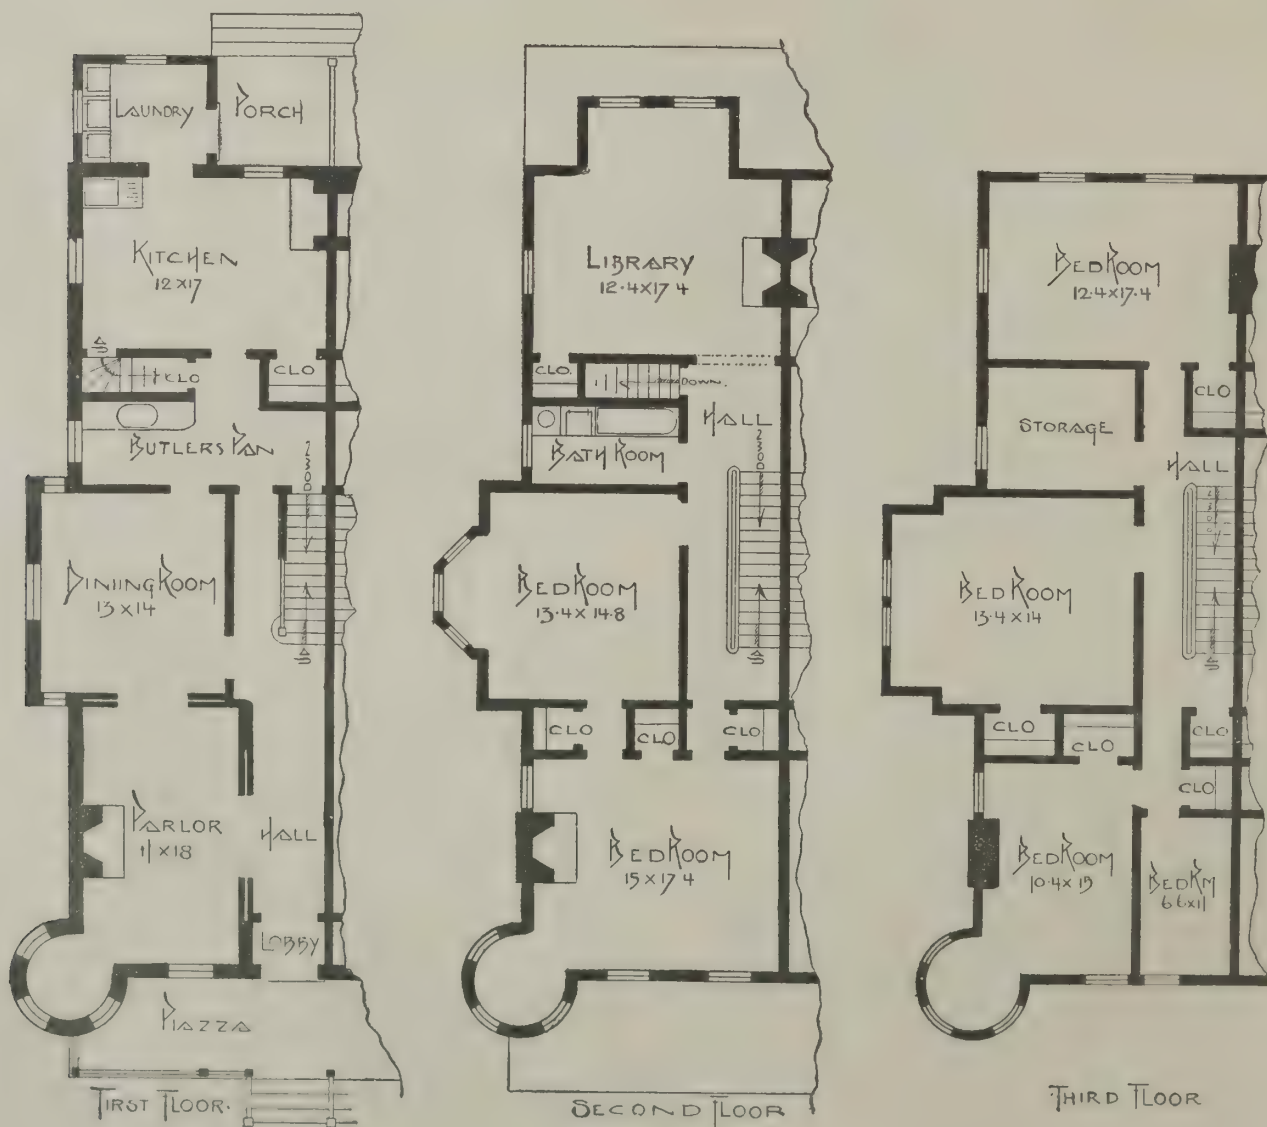 LAUNDRY
PORCH
KITCHEN
12 x 17
UP
CLO
CLO
BUTLERS PAN
DINING ROOM
13 x 14
UP
PARLOR
11 x 18
HALL
LOBBY
PIAZZA
FIRST FLOOR.
LIBRARY
12.4 x 17 4
CLO.
DOWN.
HALL
BATH ROOM
BED ROOM
13.4 x 14.8
UP
CLO
CLO
CLO
BED ROOM
15 x 17 4
SECOND FLOOR
BED ROOM
12.4 x 17.4
CLO
STORAGE
HALL
BED ROOM
13.4 x 14
UP
CLO
CLO
CLO
CLO
BED ROOM
10.4 x 15
BED RM
6 6 x 11
THIRD FLOOR